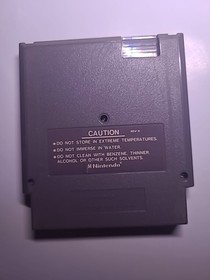 CAUTION
•DO NOT STORE IN EXTREME TEMPERATURES.
•DO NOT IMMERSE IN WATER.
•DO NOT CLEAN WITH BENZENE, THINNER,
ALCOHOL OR OTHER SUCH SOLVENTS.
Nintendo